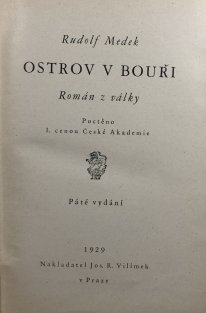 Rudolf Medek
OSTROV V BOUŘI
Román z války
Poctěno
I. cenou České Akademie
Páté vydání
1929
Nakladatel Jos. R. Vilímek
v Praze